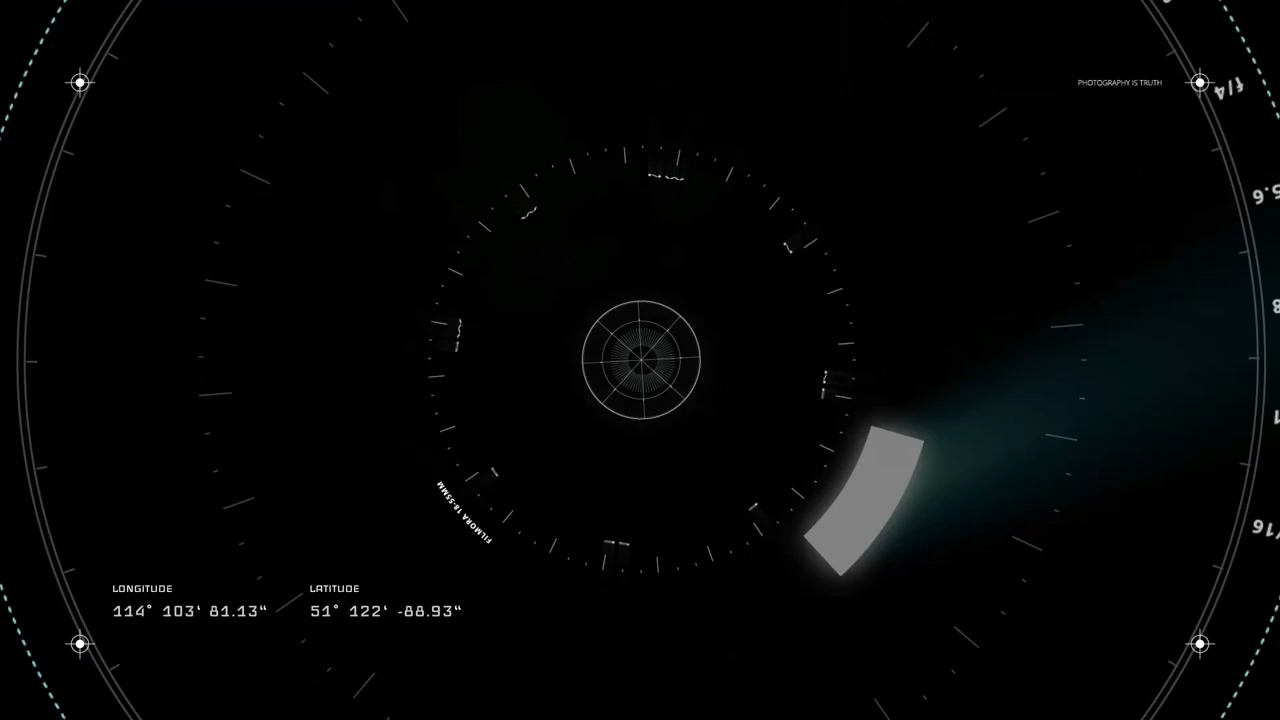 PHOTOGRAPHY IS TRUTH
f/4
5.6
8
FILMORA 18-55MM
LONGITUDE
114° 103‘ 81.13“
LATITUDE
51° 122‘ -88.93“